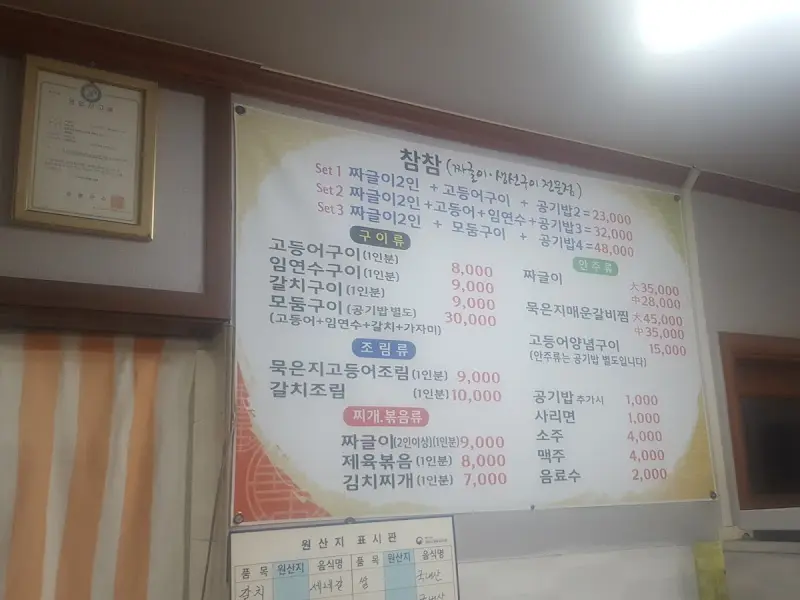 참참 (짜글이·생선구이 전문점)
Set 1 짜글이2인 + 고등어구이 + 공기밥2 = 23,000
Set 2 짜글이2인 + 고등어 + 임연수 + 공기밥3 = 32,000
Set 3 짜글이2인 + 모둠구이 + 공기밥4 = 48,000
구이류
고등어구이 (1인분) 8,000
임연수구이 (1인분) 9,000
갈치구이 (1인분) 9,000
모둠구이 (공기밥 별도) 30,000
(고등어+임연수+갈치+가자미)
조림류
묵은지고등어조림 (1인분) 9,000
갈치조림 (1인분) 10,000
찌개.볶음류
짜글이(2인이상)(1인분) 9,000
제육볶음 (1인분) 8,000
김치찌개 (1인분) 7,000
안주류
짜글이 大 35,000
中 28,000
묵은지매운갈비찜 大 45,000
中 35,000
고등어양념구이 15,000
(안주류는 공기밥 별도입니다)
공기밥 추가시 1,000
사리면 1,000
소주 4,000
맥주 4,000
음료수 2,000
원산지 표시판
품목 원산지 음식명 품목 원산지 음식명
갈치 쌀 국내산